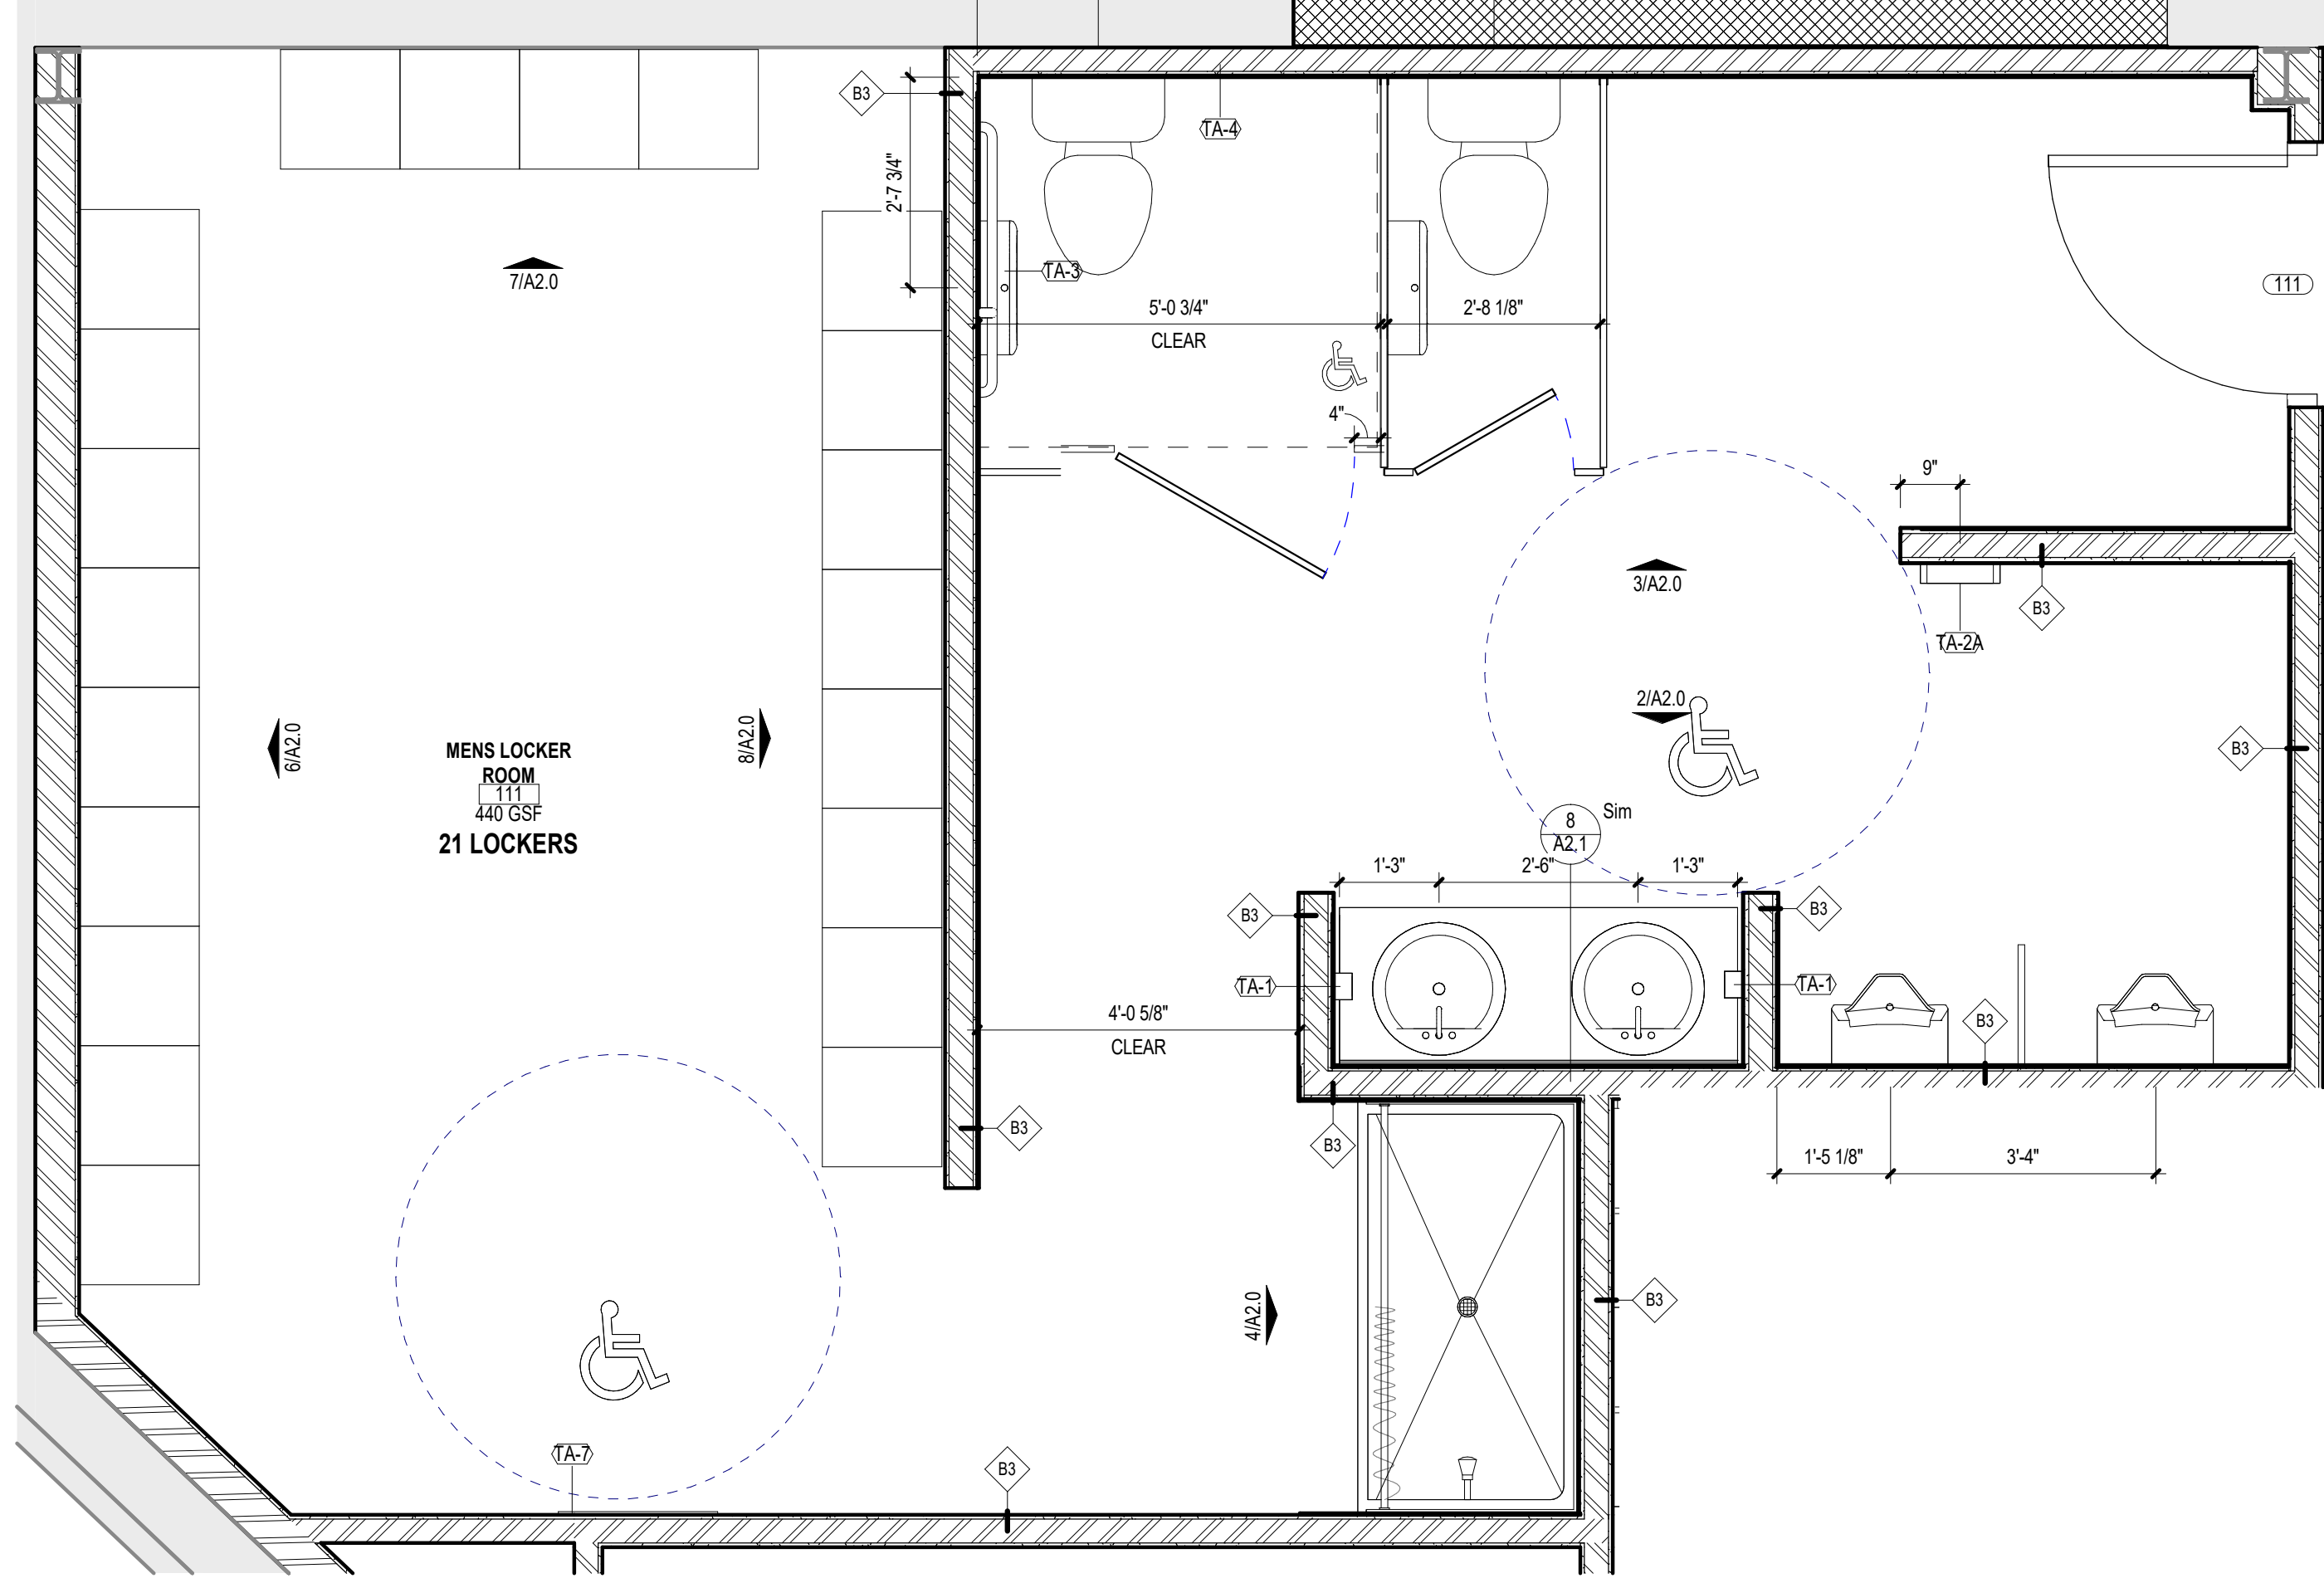 B3
TA-4
2'-7 3/4"
7/A2.0
TA-3
111
5'-0 3/4"
CLEAR
2'-8 1/8"
4"
9"
3/A2.0
B3
TA-2A
2/A2.0
6/A2.0
8/A2.0
B3
MENS LOCKER
ROOM
111
440 GSF
21 LOCKERS
8
A2.1
Sim
1'-3"
2'-6"
1'-3"
B3
B3
TA-1
TA-1
4'-0 5/8"
CLEAR
B3
B3
B3
1'-5 1/8"
3'-4"
4/A2.0
B3
TA-7
B3